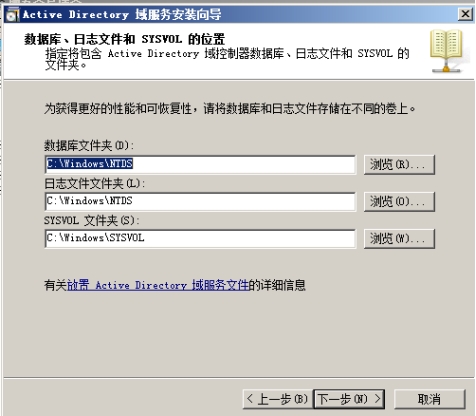 Active Directory 域服务安装向导
数据库、日志文件和 SYSVOL 的位置
指定将包含 Active Directory 域控制器数据库、日志文件和 SYSVOL 的
文件夹。
为获得更好的性能和可恢复性，请将数据库和日志文件存储在不同的卷上。
数据库文件夹(D):
C:\Windows\NTDS
浏览(R)...
日志文件文件夹(L):
C:\Windows\NTDS
浏览(O)...
SYSVOL 文件夹(S):
C:\Windows\SYSVOL
浏览(W)...
有关放置 Active Directory 域服务文件的详细信息
< 上一步(B) 下一步(N) > 取消